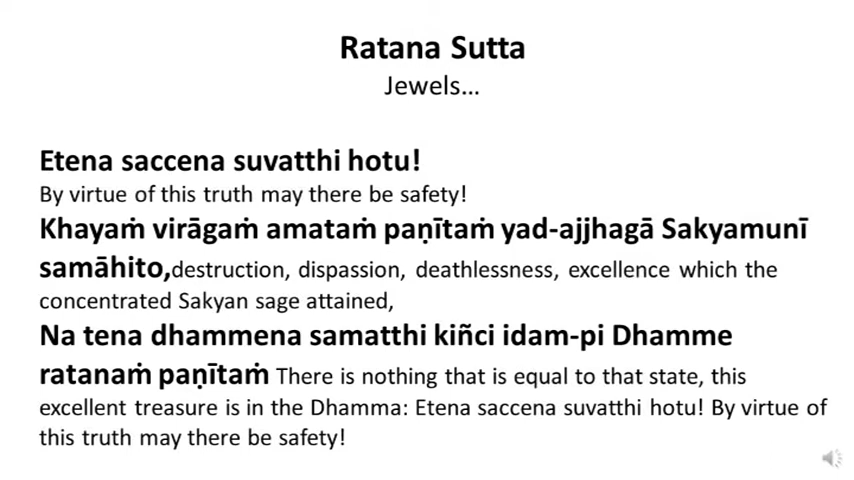 Ratana Sutta
Jewels...
Etena saccena suvatthi hotu!
By virtue of this truth may there be safety!
Khayaṁ virāgaṁ amataṁ paṇītaṁ yad-ajjhagā Sakyamunī
samāhito,destruction, dispassion, deathlessness, excellence which the
concentrated Sakyan sage attained,
Na tena dhammena samatthi kiñci idam-pi Dhamme
ratanaṁ paṇītaṁ There is nothing that is equal to that state, this
excellent treasure is in the Dhamma: Etena saccena suvatthi hotu! By virtue of
this truth may there be safety!